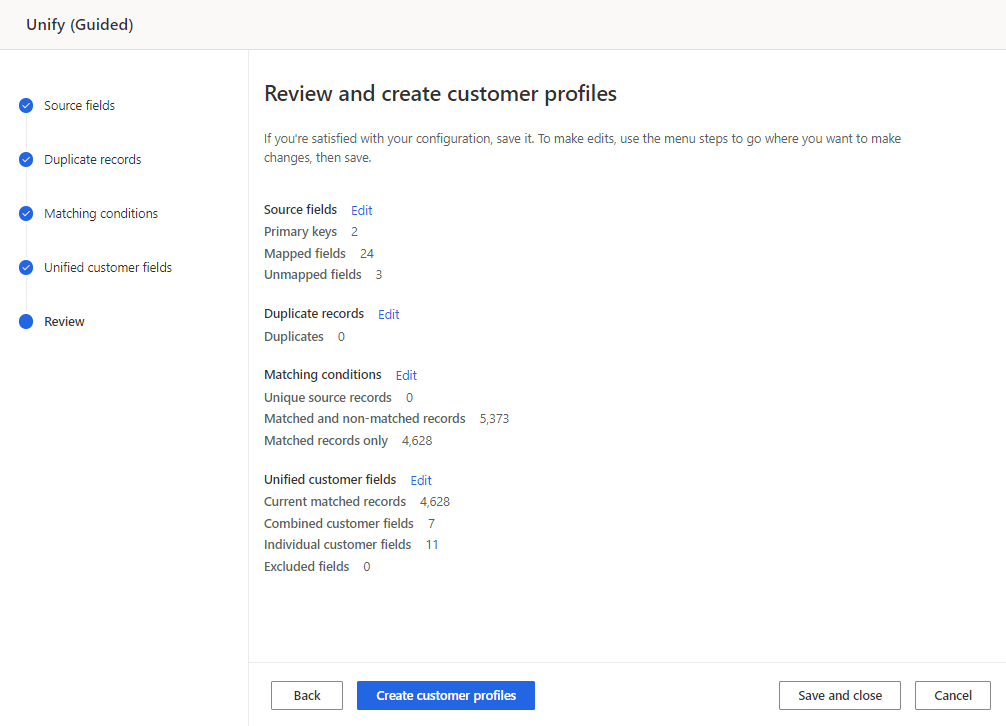 Unify (Guided)
Source fields
Duplicate records
Matching conditions
Unified customer fields
Review
Review and create customer profiles
If you're satisfied with your configuration, save it. To make edits, use the menu steps to go where you want to make
changes, then save.
Source fields Edit
Primary keys 2
Mapped fields 24
Unmapped fields 3
Duplicate records Edit
Duplicates 0
Matching conditions Edit
Unique source records 0
Matched and non-matched records 5,373
Matched records only 4,628
Unified customer fields Edit
Current matched records 4,628
Combined customer fields 7
Individual customer fields 11
Excluded fields 0
Back Create customer profiles Save and close Cancel